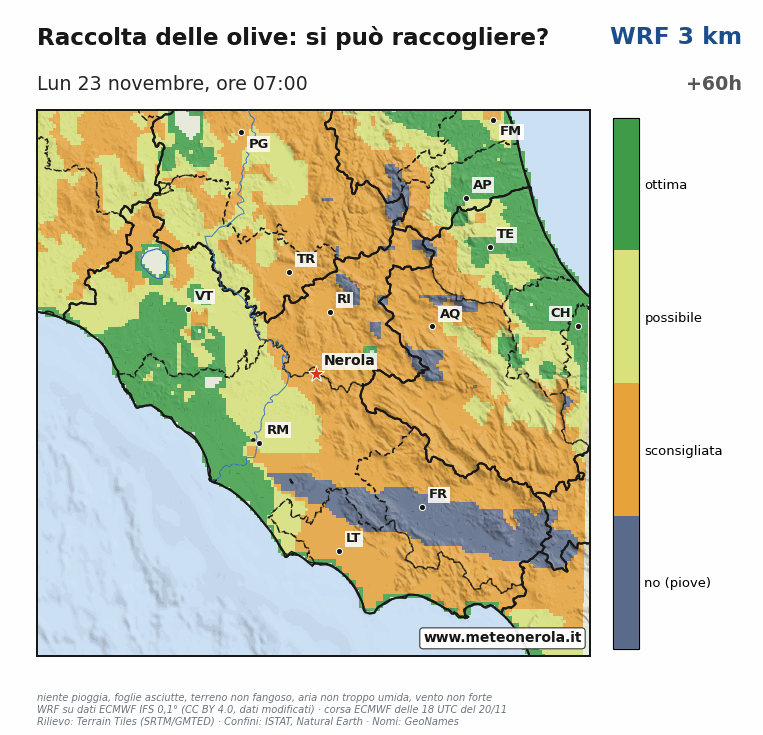 Raccolta delle olive: si può raccogliere?
WRF 3 km
Lun 23 novembre, ore 07:00
+60h
FM
PG
AP
TE
TR
VT
RI
AQ
CH
Nerola
RM
FR
LT
www.meteonerola.it
ottima
possibile
sconsigliata
no (piove)
niente pioggia, foglie asciutte, terreno non fangoso, aria non troppo umida, vento non forte
WRF su dati ECMWF IFS 0,1° (CC BY 4.0, dati modificati) · corsa ECMWF delle 18 UTC del 20/11
Rilievo: Terrain Tiles (SRTM/GMTED) · Confini: ISTAT, Natural Earth · Nomi: GeoNames